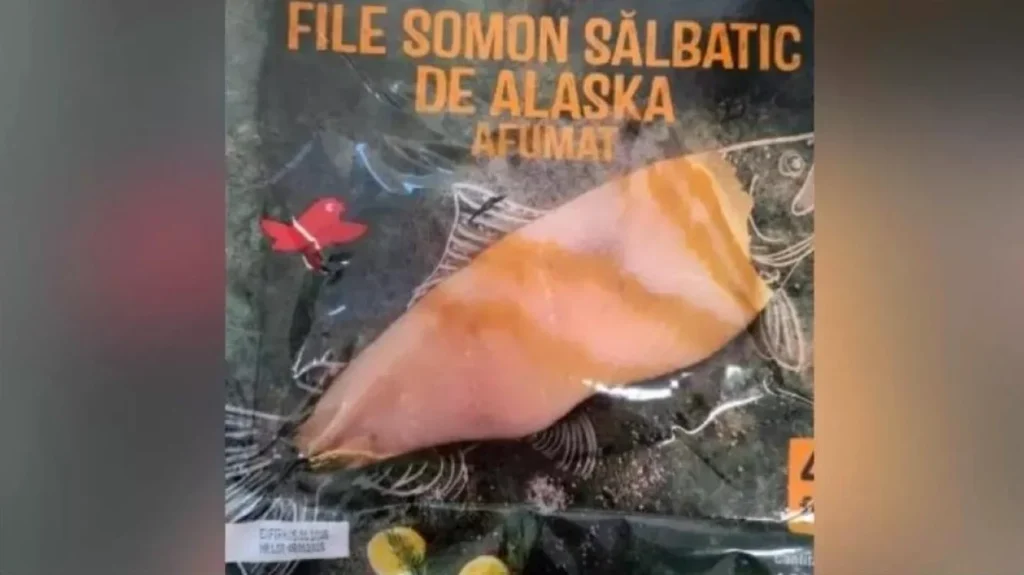 FILE SOMON SĂLBATIC
DE ALASKA
AFUMAT